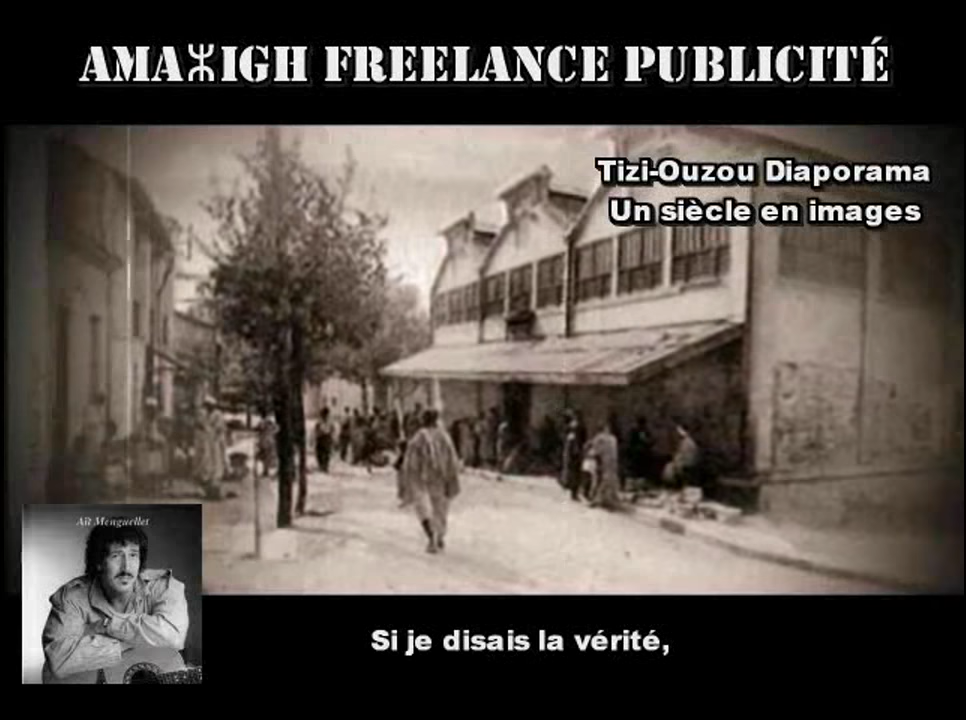 AMAⵣIGH FREELANCE PUBLICITÉ
Tizi-Ouzou Diaporama
Un siècle en images
Aït Menguellet
Si je disais la vérité,